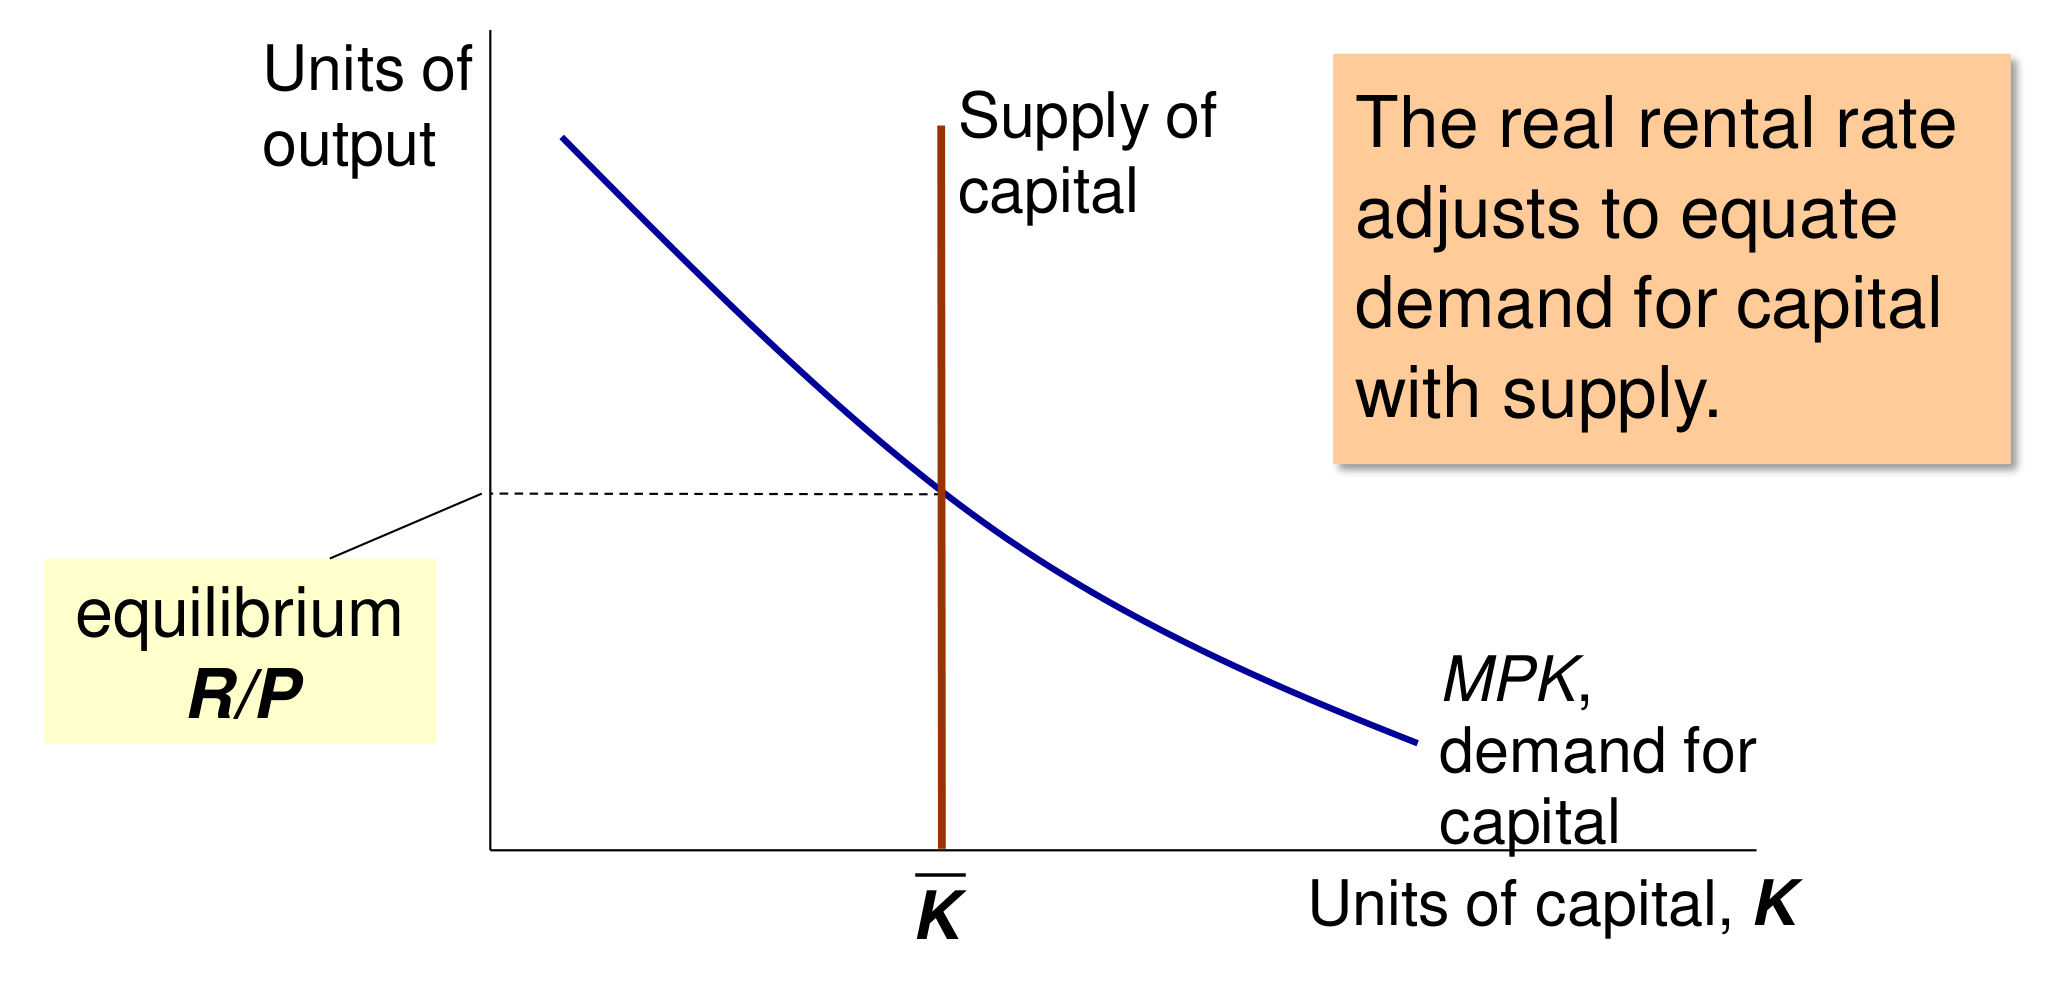 Units of
output
Supply of
capital
The real rental rate
adjusts to equate
demand for capital
with supply.
equilibrium
R/P
MPK,
demand for
capital
K̅
Units of capital, K